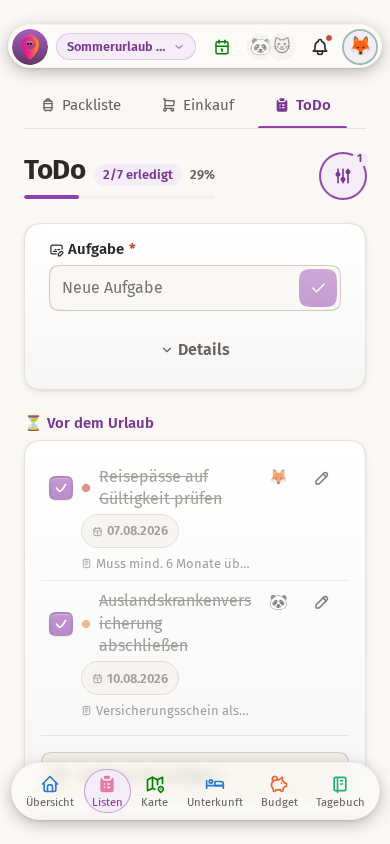 Sommerurlaub ...
Packliste
Einkauf
ToDo
ToDo
2/7 erledigt
29%
1
Aufgabe *
Neue Aufgabe
Details
Vor dem Urlaub
Reisepässe auf
Gültigkeit prüfen
07.08.2026
Muss mind. 6 Monate üb...
Auslandskrankenvers
icherung
abschließen
10.08.2026
Versicherungsschein als...
Übersicht
Listen
Karte
Unterkunft
Budget
Tagebuch